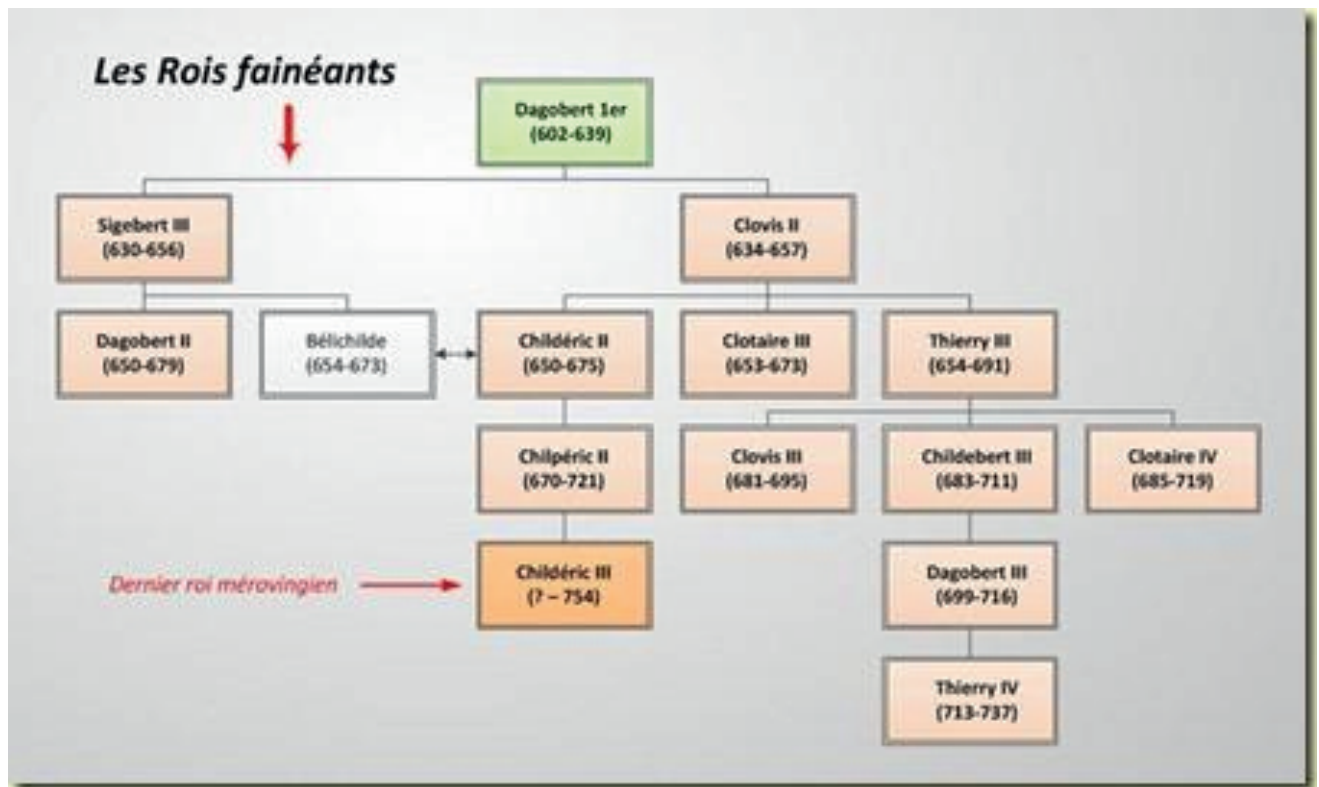 Les Rois fainéants
Dagobert 1er
(602-639)
Sigebert III
(630-656)
Clovis II
(634-657)
Dagobert II
(650-679)
Bélichilde
(654-673)
Childéric II
(650-675)
Clotaire III
(653-673)
Thierry III
(654-691)
Chilpéric II
(670-721)
Clovis III
(681-695)
Childebert III
(683-711)
Clotaire IV
(685-719)
Dernier roi mérovingien
Childéric III
(? – 754)
Dagobert III
(699-716)
Thierry IV
(713-737)